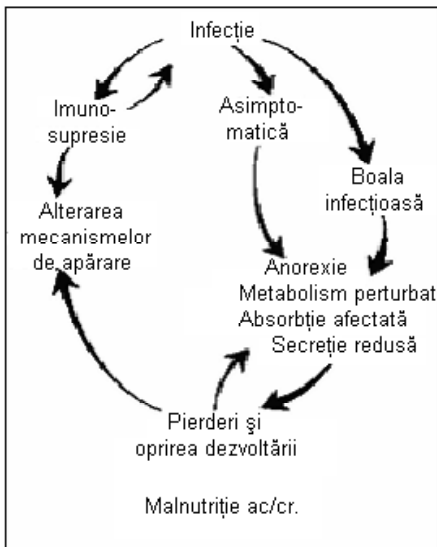 Infecție
Imuno-
supresie
Asimpto-
matică
Boala
infecțioasă
Alterarea
mecanismelor
de apărare
Anorexie
Metabolism perturbat
Absorbție afectată
Secreție redusă
Pierderi şi
oprirea dezvoltării
Malnutriție ac/cr.